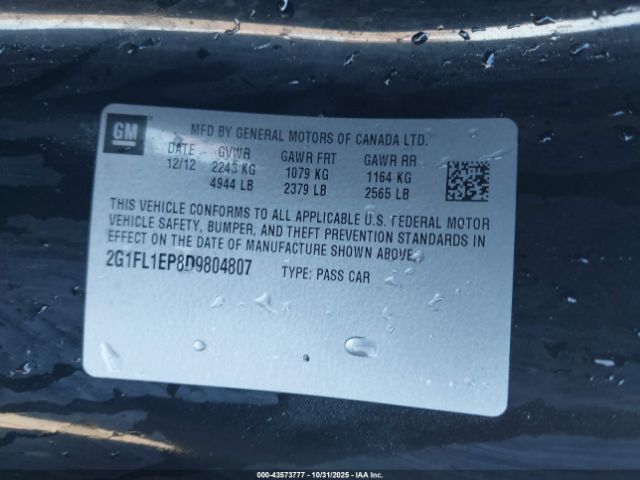 GM
MFD BY GENERAL MOTORS OF CANADA LTD.
DATE GVWR GAWR FRT GAWR RR
12/12 2243 KG 1079 KG 1164 KG
4944 LB 2379 LB 2565 LB
THIS VEHICLE CONFORMS TO ALL APPLICABLE U.S. FEDERAL MOTOR
VEHICLE SAFETY, BUMPER, AND THEFT PREVENTION STANDARDS IN
EFFECT ON THE DATE OF MANUFACTURE SHOWN ABOVE.
2G1FL1EP8D9804807 TYPE: PASS CAR
000-43573777 - 10/31/2025 - IAA Inc.